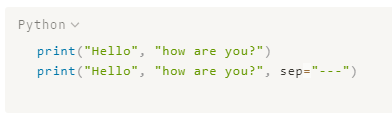 Python
print("Hello", "how are you?")
print("Hello", "how are you?", sep="---")